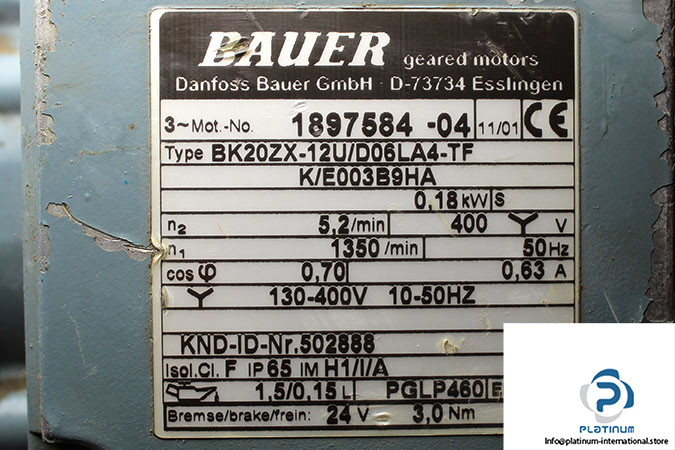 BAUER geared motors
Danfoss Bauer GmbH · D-73734 Esslingen
3~Mot.-No. 1897584 -04 11/01 CE
Type BK20ZX-12U/D06LA4-TF
K/E003B9HA
0,18 kW S
n2 5,2/min 400 Y V
n1 1350/min 50Hz
cos φ 0,70 0,63 A
Y 130-400V 10-50HZ
KND-ID-Nr.502888
Isol.Cl. F IP 65 IM H1/I/A
1,5/0,15 L PGLP460
Bremse/brake/frein: 24 V 3,0 Nm
PLATINUM
Info@platinum-international.store